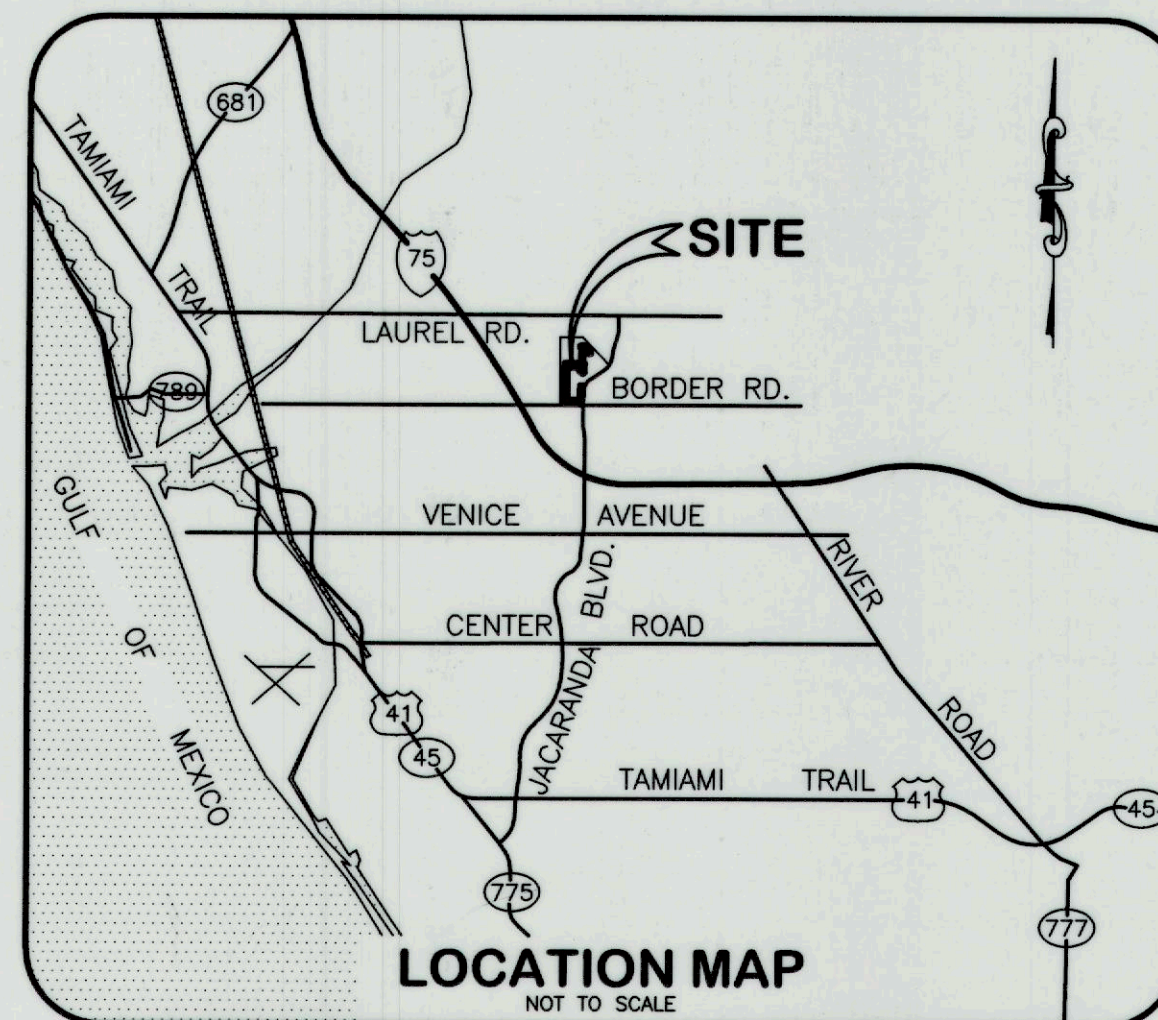 681
TAMIAMI
TRAIL
75
SITE
LAUREL RD.
789
BORDER RD.
GULF
OF
MEXICO
VENICE AVENUE
RIVER
ROAD
JACARANDA BLVD.
CENTER ROAD
41
45
TAMIAMI TRAIL
41
775
777
LOCATION MAP
NOT TO SCALE